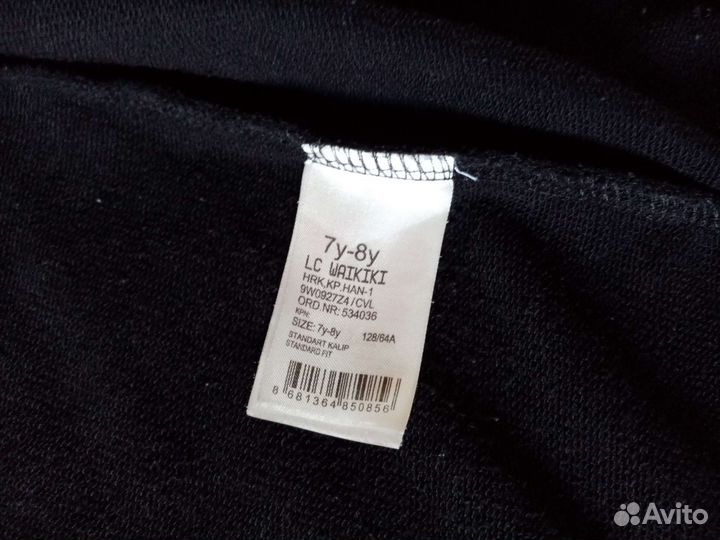 7y-8y
LC WAIKIKI
HRK,KP.HAN-1
9W0927Z4/CVL
ORD.NR: 534036
KPN:
SIZE: 7y-8y 128/64A
STANDART KALIP
STANDARD FIT
8 681364 850856
Avito